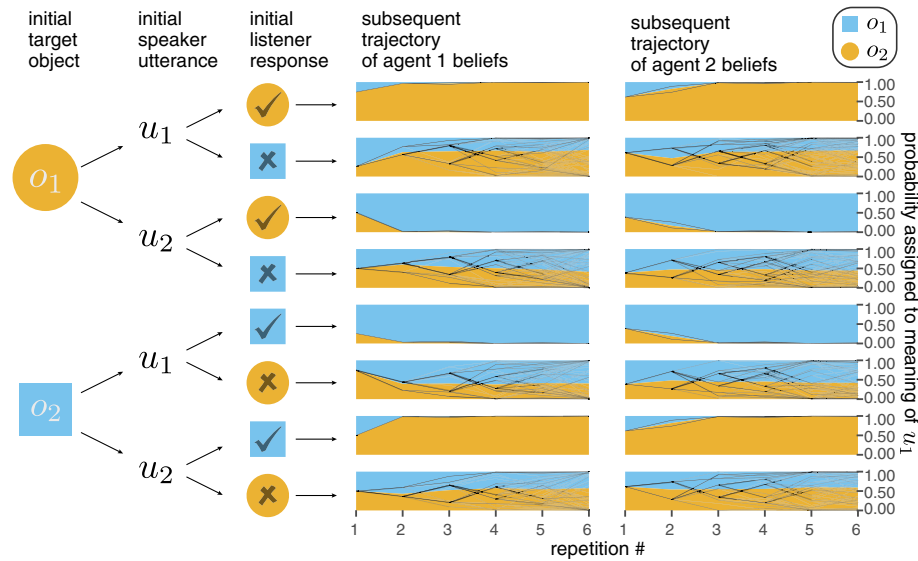 initial
target
object
initial
speaker
utterance
initial
listener
response
subsequent
trajectory
of agent 1 beliefs
subsequent
trajectory
of agent 2 beliefs
o₁
o₂
o₁
o₂
u₁
u₂
u₁
u₂
✓
✗
✓
✗
✓
✗
✓
✗
1.00
0.50
0.00
1.00
0.50
0.00
1.00
0.50
0.00
1.00
0.50
0.00
1.00
0.50
0.00
1.00
0.50
0.00
1.00
0.50
0.00
1.00
0.50
0.00
probability assigned to meaning of u₁
1 2 3 4 5 6
1 2 3 4 5 6
repetition #